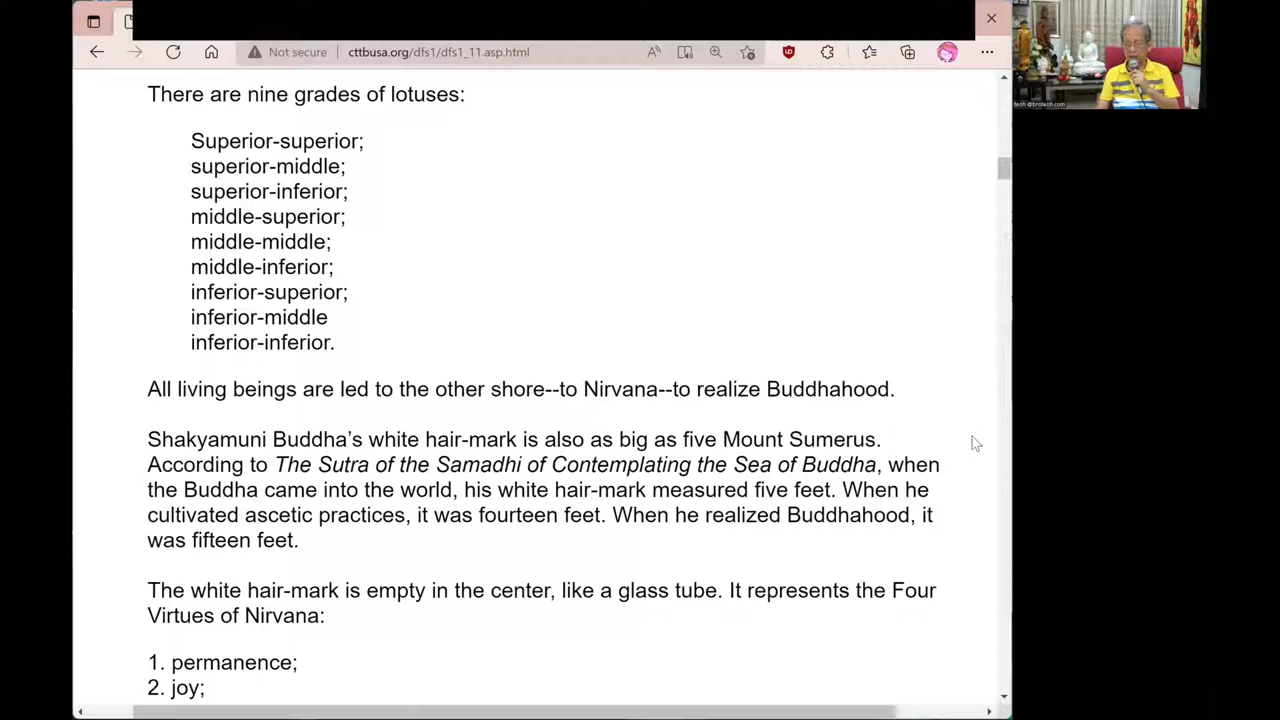 Not secure
cttbusa.org/dfs1/dfs1_11.asp.html
There are nine grades of lotuses:
Superior-superior;
superior-middle;
superior-inferior;
middle-superior;
middle-middle;
middle-inferior;
inferior-superior;
inferior-middle
inferior-inferior.
All living beings are led to the other shore--to Nirvana--to realize Buddhahood.
Shakyamuni Buddha's white hair-mark is also as big as five Mount Sumerus.
According to The Sutra of the Samadhi of Contemplating the Sea of Buddha, when
the Buddha came into the world, his white hair-mark measured five feet. When he
cultivated ascetic practices, it was fourteen feet. When he realized Buddhahood, it
was fifteen feet.
The white hair-mark is empty in the center, like a glass tube. It represents the Four
Virtues of Nirvana:
1. permanence;
2. joy;